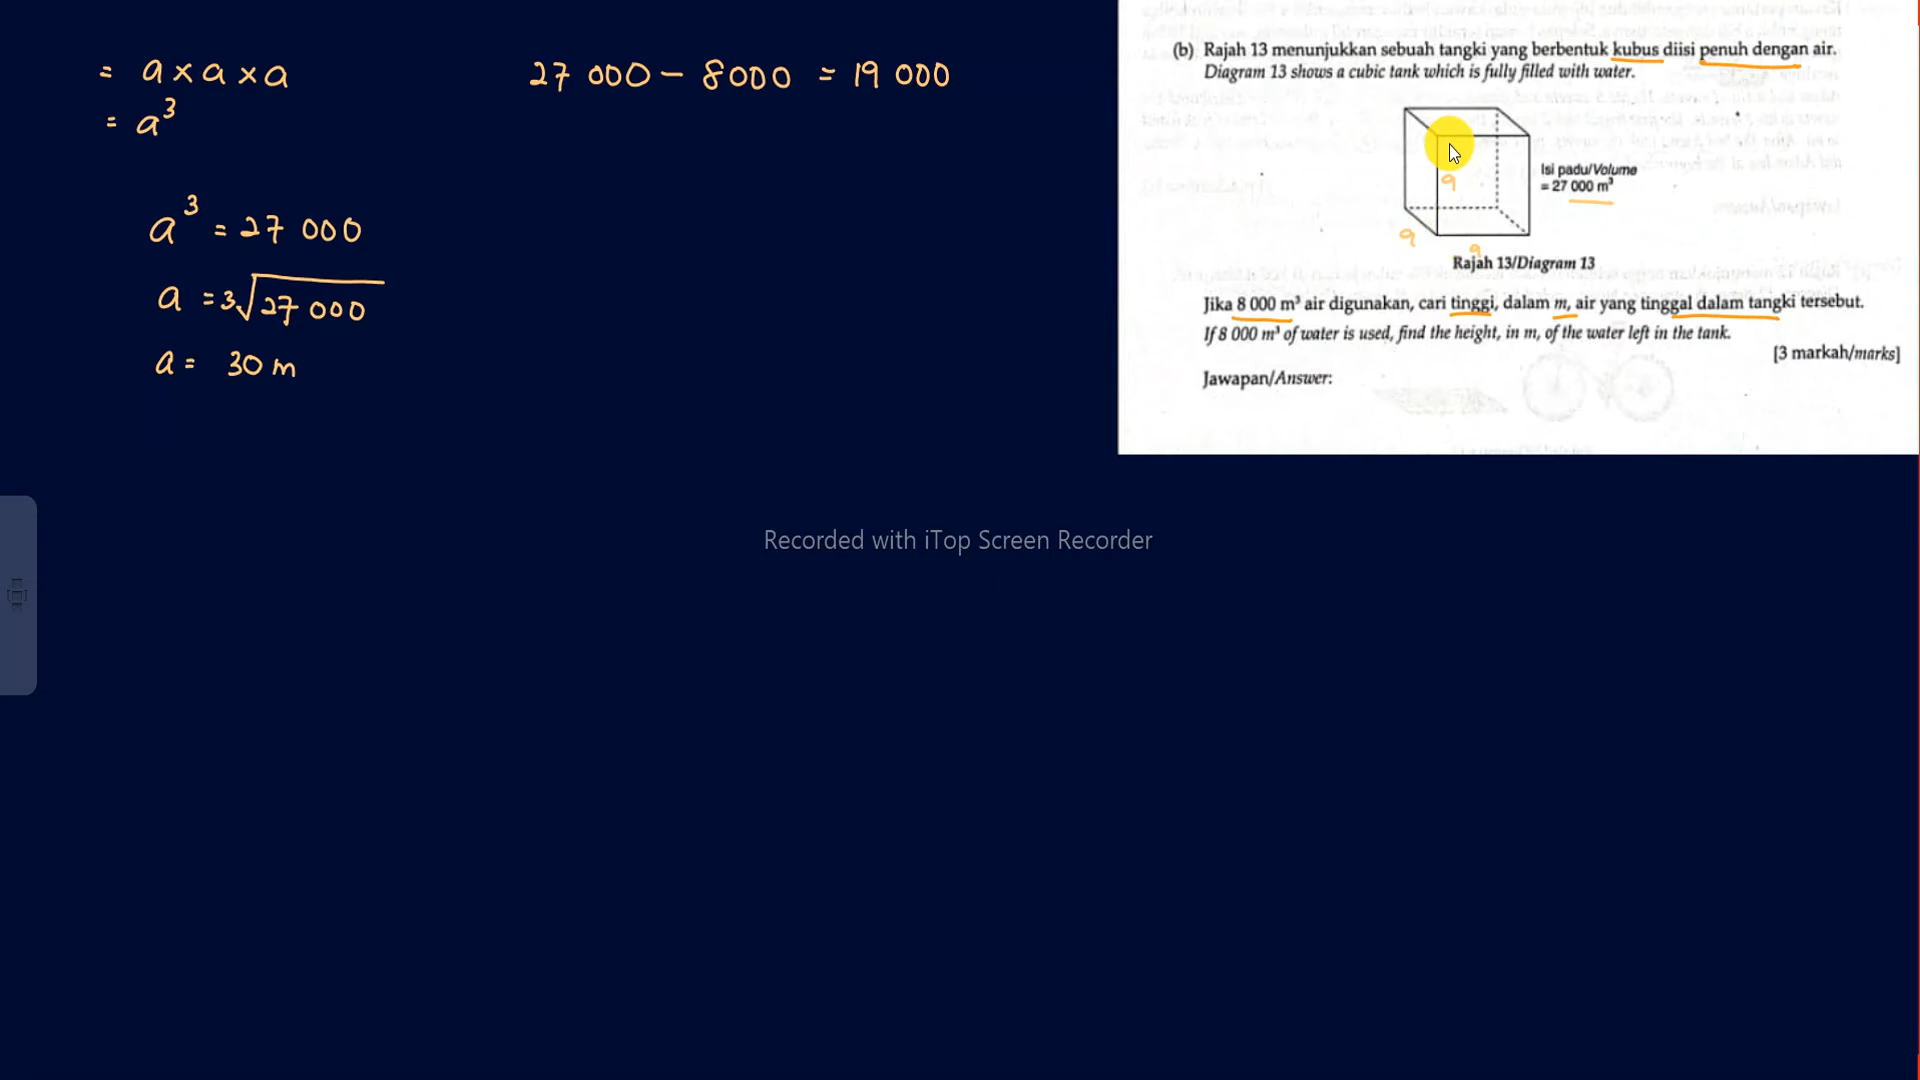 = a × a × a
= a³
a³ = 27 000
a = ³√27 000
a = 30 m
27 000 − 8000 = 19 000
(b) Rajah 13 menunjukkan sebuah tangki yang berbentuk kubus diisi penuh dengan air.
Diagram 13 shows a cubic tank which is fully filled with water.
a
a
a
Isi padu/Volume
= 27 000 m³
Rajah 13/Diagram 13
Jika 8 000 m³ air digunakan, cari tinggi, dalam m, air yang tinggal dalam tangki tersebut.
If 8 000 m³ of water is used, find the height, in m, of the water left in the tank.
[3 markah/marks]
Jawapan/Answer:
Recorded with iTop Screen Recorder